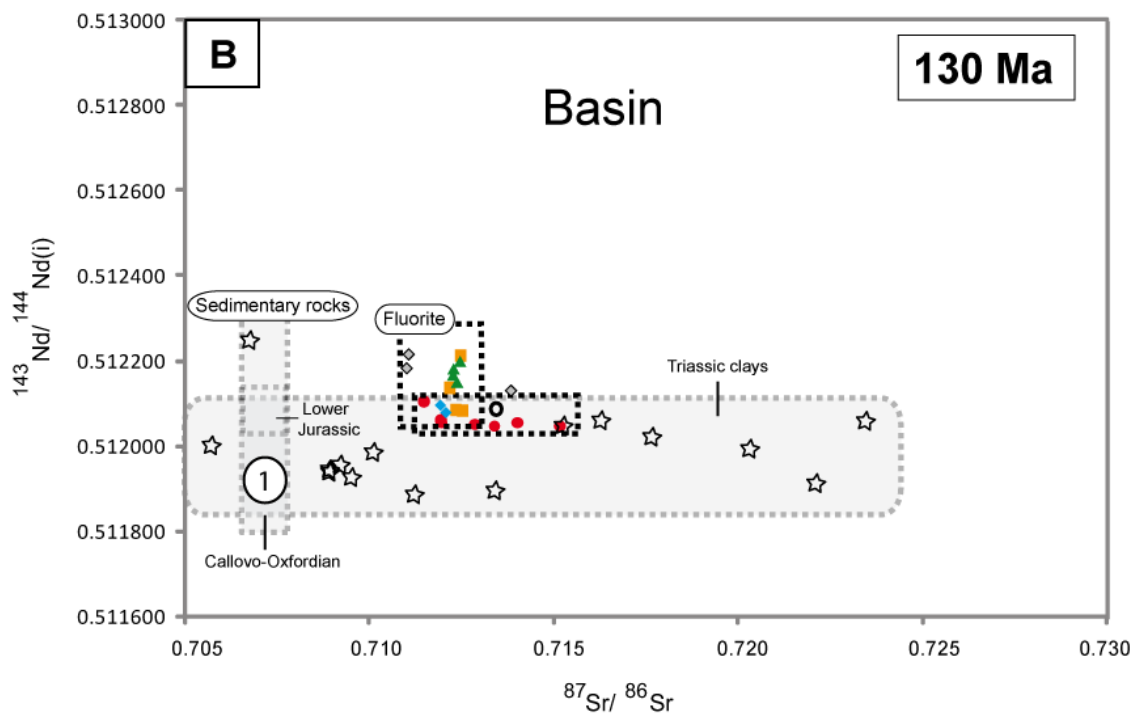 0.513000
B
130 Ma
0.512800
Basin
0.512600
0.512400
143Nd/ 144Nd(i)
Sedimentary rocks
Fluorite
0.512200
Triassic clays
Lower
Jurassic
0.512000
1
0.511800
Callovo-Oxfordian
0.511600
0.705
0.710
0.715
0.720
0.725
0.730
87Sr/ 86Sr